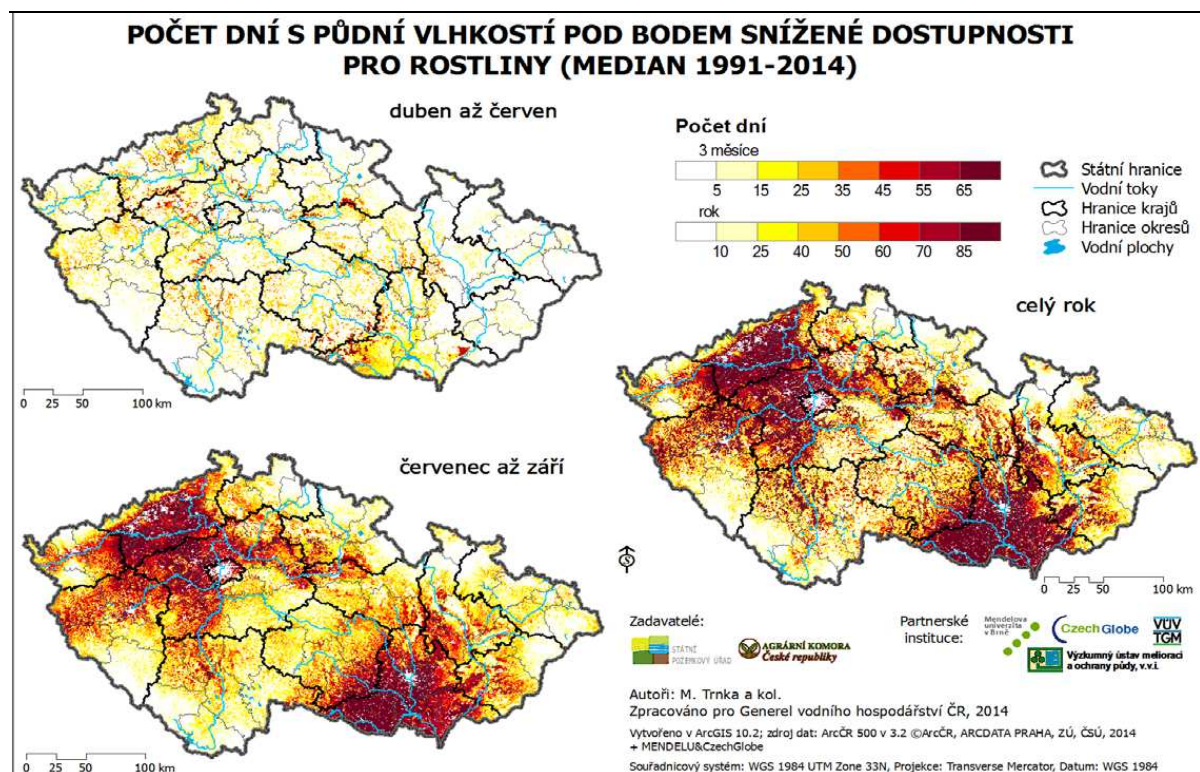 POČET DNÍ S PŮDNÍ VLHKOSTÍ POD BODEM SNÍŽENÉ DOSTUPNOSTI
PRO ROSTLINY (MEDIAN 1991-2014)
duben až červen
0 25 50 100 km
Počet dní
3 měsíce
5 15 25 35 45 55 65
rok
10 25 40 50 60 70 85
Státní hranice
Vodní toky
Hranice krajů
Hranice okresů
Vodní plochy
celý rok
0 25 50 100 km
červenec až září
0 25 50 100 km
S
Zadavatelé:
STÁTNÍ
POZEMKOVÝ ÚŘAD
AGRÁRNÍ KOMORA
České republiky
Partnerské
instituce:
Mendelova
univerzita
v Brně
CzechGlobe
VÚV
TGM
Výzkumný ústav meliorací
a ochrany půdy, v.v.i.
Autoři: M. Trnka a kol.
Zpracováno pro Generel vodního hospodářství ČR, 2014
Vytvořeno v ArcGIS 10.2; zdroj dat: ArcČR 500 v 3.2 ©ArcČR, ARCDATA PRAHA, ZÚ, ČSÚ, 2014
+ MENDELU&CzechGlobe
Souřadnicový systém: WGS 1984 UTM Zone 33N, Projekce: Transverse Mercator, Datum: WGS 1984